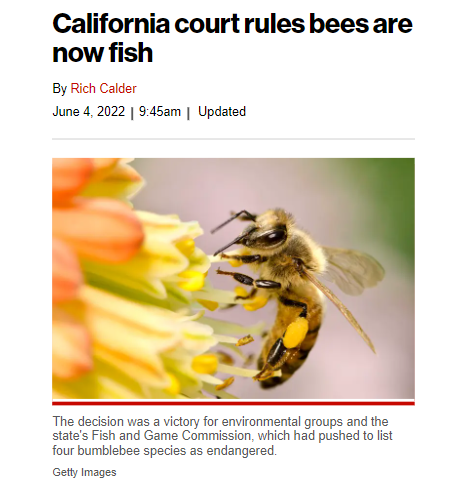 California court rules bees are
now fish
By Rich Calder
June 4, 2022 | 9:45am | Updated
The decision was a victory for environmental groups and the
state's Fish and Game Commission, which had pushed to list
four bumblebee species as endangered.
Getty Images